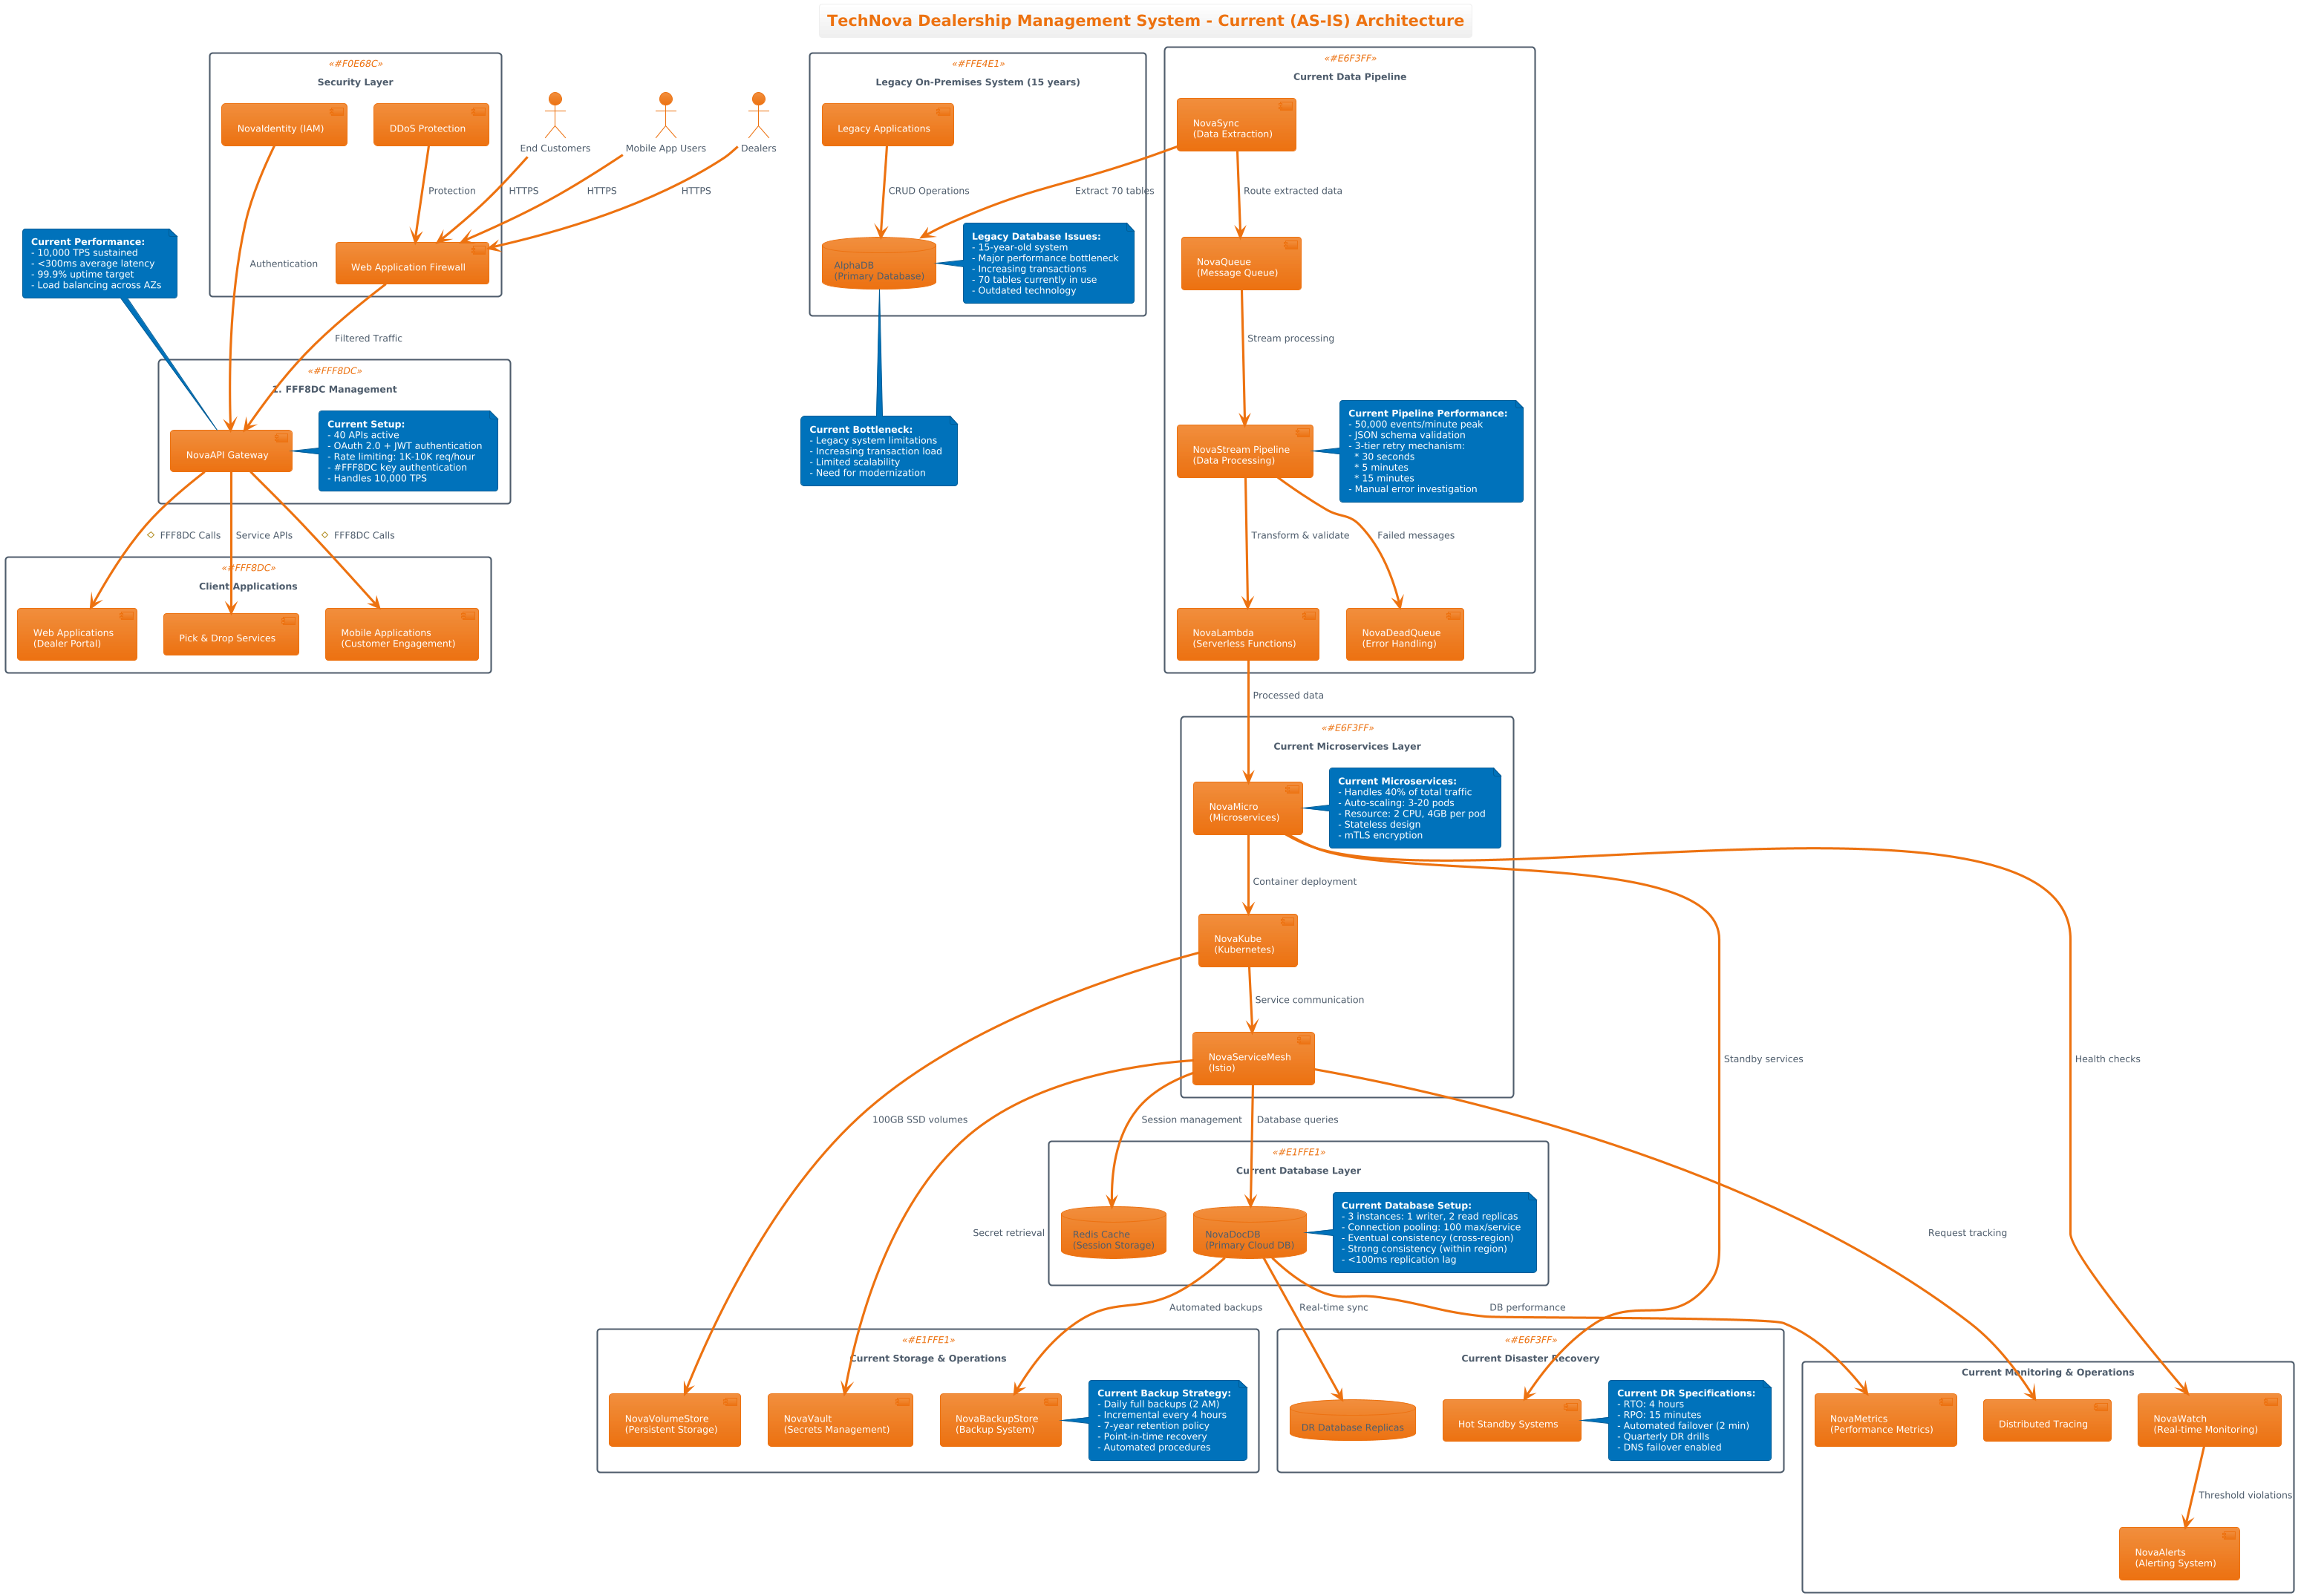 TechNova Dealership Management System - Current (AS-IS) Architecture
«#F0E68C»
Security Layer
NovaIdentity (IAM)
DDoS Protection
Web Application Firewall
End Customers
Mobile App Users
Dealers
Protection
HTTPS
HTTPS
HTTPS
Authentication
Filtered Traffic
Current Performance:
- 10,000 TPS sustained
- <300ms average latency
- 99.9% uptime target
- Load balancing across AZs
«#FFF8DC»
1. FFF8DC Management
NovaAPI Gateway
Current Setup:
- 40 APIs active
- OAuth 2.0 + JWT authentication
- Rate limiting: 1K-10K req/hour
- #FFF8DC key authentication
- Handles 10,000 TPS
FFF8DC Calls
Service APIs
FFF8DC Calls
«#FFF8DC»
Client Applications
Web Applications
(Dealer Portal)
Pick & Drop Services
Mobile Applications
(Customer Engagement)
«#FFE4E1»
Legacy On-Premises System (15 years)
Legacy Applications
CRUD Operations
Extract 70 tables
AlphaDB
(Primary Database)
Legacy Database Issues:
- 15-year-old system
- Major performance bottleneck
- Increasing transactions
- 70 tables currently in use
- Outdated technology
Current Bottleneck:
- Legacy system limitations
- Increasing transaction load
- Limited scalability
- Need for modernization
«#E6F3FF»
Current Data Pipeline
NovaSync
(Data Extraction)
Route extracted data
NovaQueue
(Message Queue)
Stream processing
NovaStream Pipeline
(Data Processing)
Current Pipeline Performance:
- 50,000 events/minute peak
- JSON schema validation
- 3-tier retry mechanism:
* 30 seconds
* 5 minutes
* 15 minutes
- Manual error investigation
Transform & validate
Failed messages
NovaLambda
(Serverless Functions)
NovaDeadQueue
(Error Handling)
Processed data
«#E6F3FF»
Current Microservices Layer
NovaMicro
(Microservices)
Current Microservices:
- Handles 40% of total traffic
- Auto-scaling: 3-20 pods
- Resource: 2 CPU, 4GB per pod
- Stateless design
- mTLS encryption
Container deployment
NovaKube
(Kubernetes)
Service communication
NovaServiceMesh
(Istio)
Standby services
Health checks
100GB SSD volumes
Session management
Database queries
Secret retrieval
Request tracking
«#E1FFE1»
Current Database Layer
Redis Cache
(Session Storage)
NovaDocDB
(Primary Cloud DB)
Current Database Setup:
- 3 instances: 1 writer, 2 read replicas
- Connection pooling: 100 max/service
- Eventual consistency (cross-region)
- Strong consistency (within region)
- <100ms replication lag
Automated backups
Real-time sync
DB performance
«#E1FFE1»
Current Storage & Operations
NovaVolumeStore
(Persistent Storage)
NovaVault
(Secrets Management)
NovaBackupStore
(Backup System)
Current Backup Strategy:
- Daily full backups (2 AM)
- Incremental every 4 hours
- 7-year retention policy
- Point-in-time recovery
- Automated procedures
«#E6F3FF»
Current Disaster Recovery
DR Database Replicas
Hot Standby Systems
Current DR Specifications:
- RTO: 4 hours
- RPO: 15 minutes
- Automated failover (2 min)
- Quarterly DR drills
- DNS failover enabled
Current Monitoring & Operations
NovaMetrics
(Performance Metrics)
Distributed Tracing
NovaWatch
(Real-time Monitoring)
Threshold violations
NovaAlerts
(Alerting System)